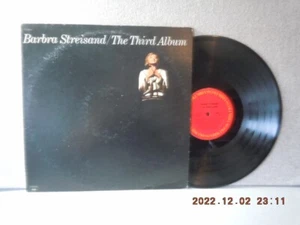 Barbra Streisand/The Third Album
2022.12.02 23:11